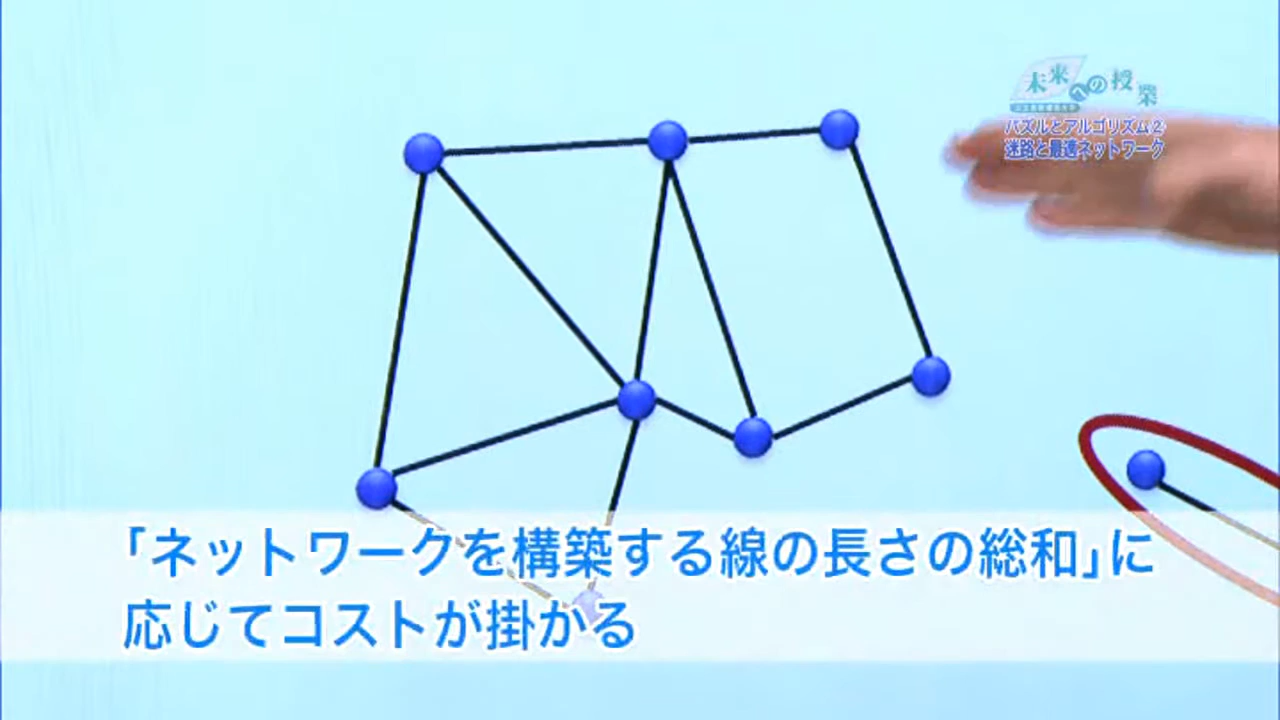 未来への授業
パズルとアルゴリズム②
迷路と最適ネットワーク
「ネットワークを構築する線の長さの総和」に
応じてコストが掛かる